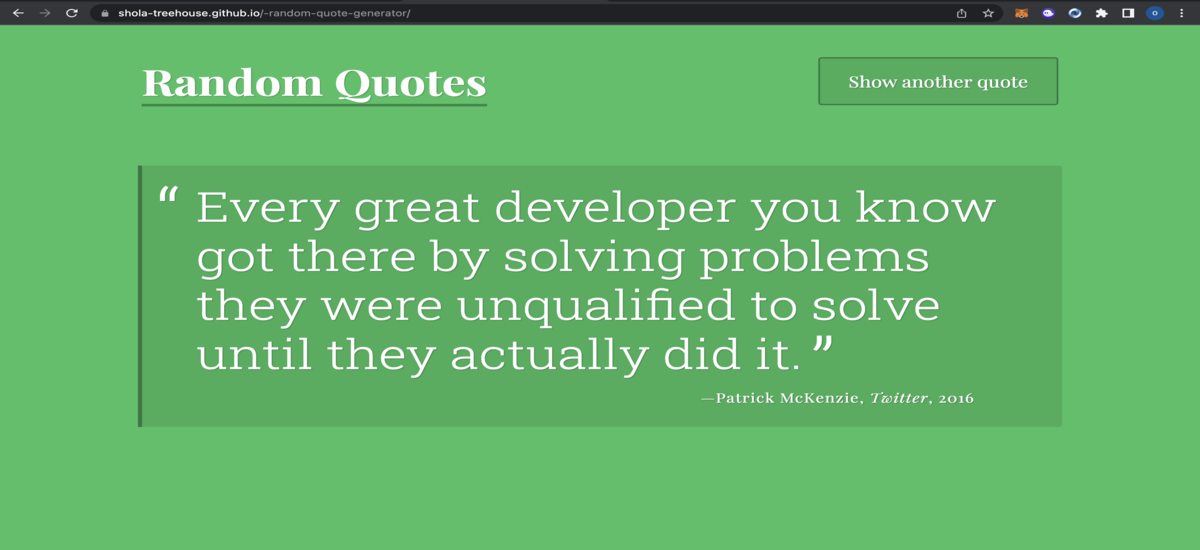 shola-treehouse.github.io/-random-quote-generator/
O
Random Quotes
Show another quote
“ Every great developer you know
got there by solving problems
they were unqualified to solve
until they actually did it. ”
—Patrick McKenzie, Twitter, 2016